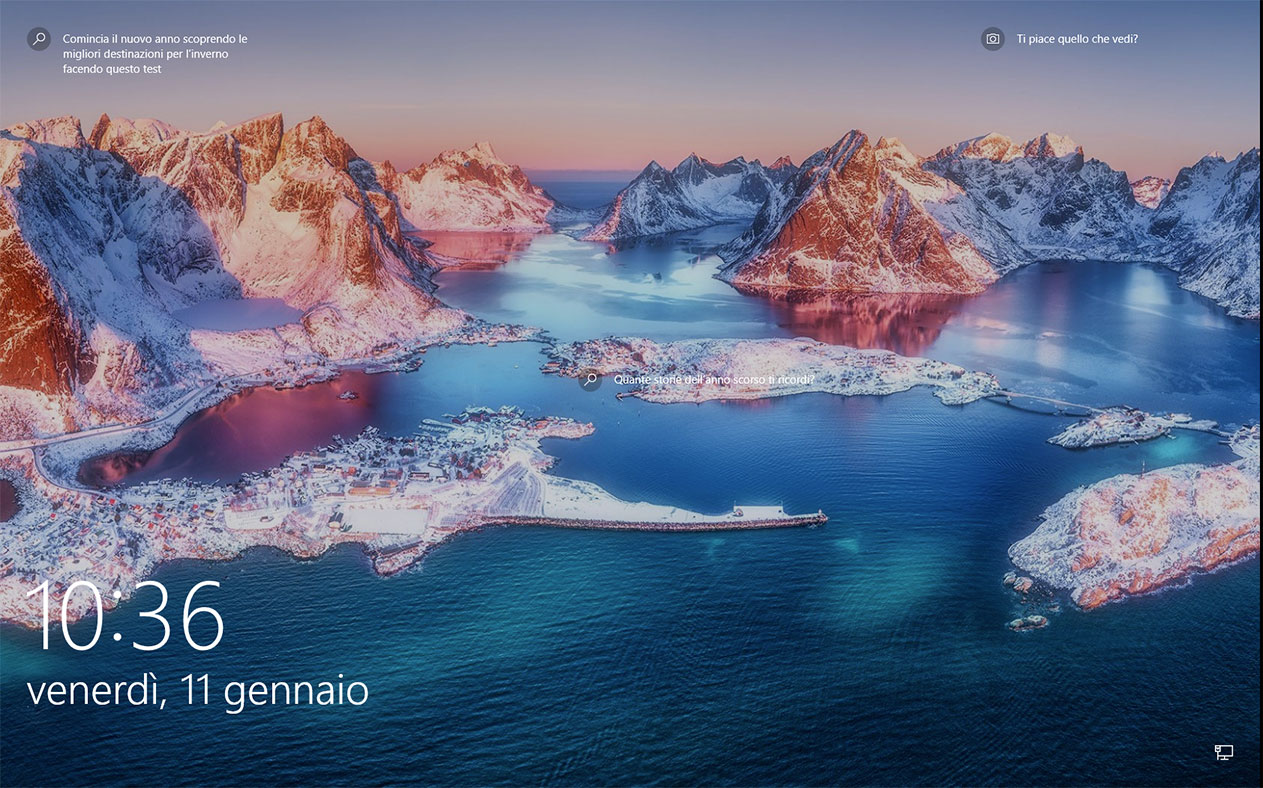 Comincia il nuovo anno scoprendo le
migliori destinazioni per l'inverno
facendo questo test
Ti piace quello che vedi?
Quante storie dell'anno scorso ti ricordi?
10:36
venerdì, 11 gennaio